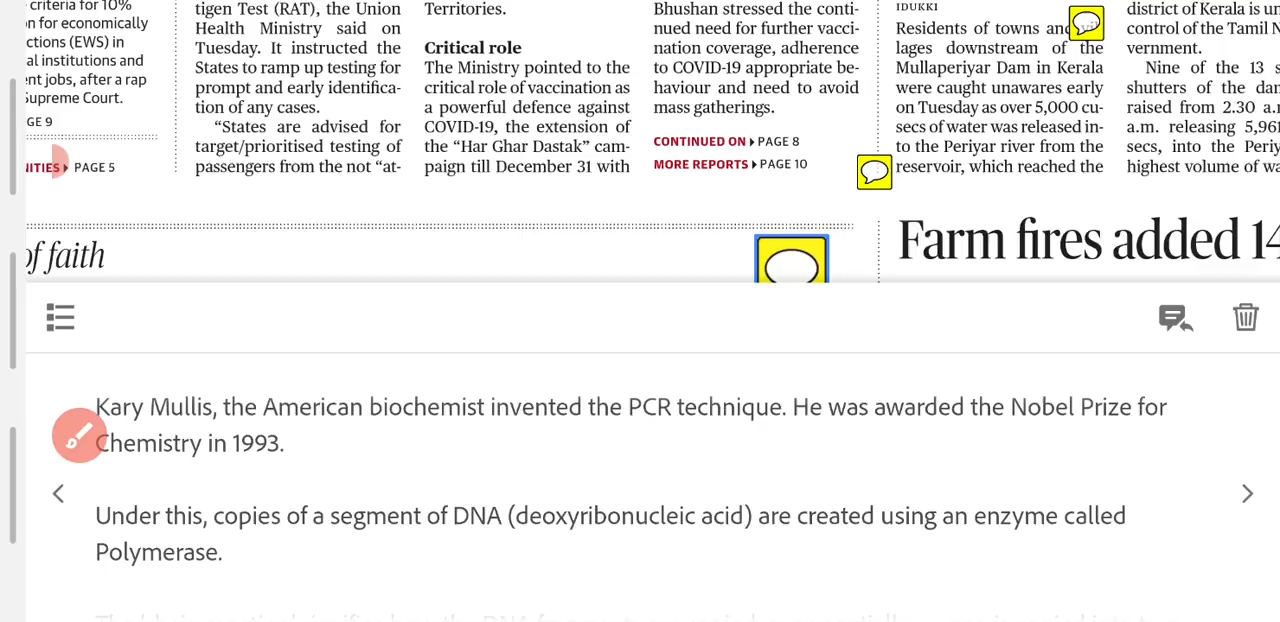 criteria for 10%
on for economically
ctions (EWS) in
al institutions and
ent jobs, after a rap
Supreme Court.
GE 9
NITIES PAGE 5
tigen Test (RAT), the Union
Health Ministry said on
Tuesday. It instructed the
States to ramp up testing for
prompt and early identifica-
tion of any cases.
“States are advised for
target/prioritised testing of
passengers from the not “at-
Territories.
Critical role
The Ministry pointed to the
critical role of vaccination as
a powerful defence against
COVID-19, the extension of
the “Har Ghar Dastak” cam-
paign till December 31 with
Bhushan stressed the conti-
nued need for further vacci-
nation coverage, adherence
to COVID-19 appropriate be-
haviour and need to avoid
mass gatherings.
CONTINUED ON PAGE 8
MORE REPORTS PAGE 10
IDUKKI
Residents of towns and vil-
lages downstream of the
Mullaperiyar Dam in Kerala
were caught unawares early
on Tuesday as over 5,000 cu-
secs of water was released in-
to the Periyar river from the
reservoir, which reached the
district of Kerala is un
control of the Tamil N
vernment.
Nine of the 13 s
shutters of the dam
raised from 2.30 a.m
a.m. releasing 5,961
secs, into the Periy
highest volume of wa
of faith
Farm fires added 14
Kary Mullis, the American biochemist invented the PCR technique. He was awarded the Nobel Prize for
Chemistry in 1993.
Under this, copies of a segment of DNA (deoxyribonucleic acid) are created using an enzyme called
Polymerase.